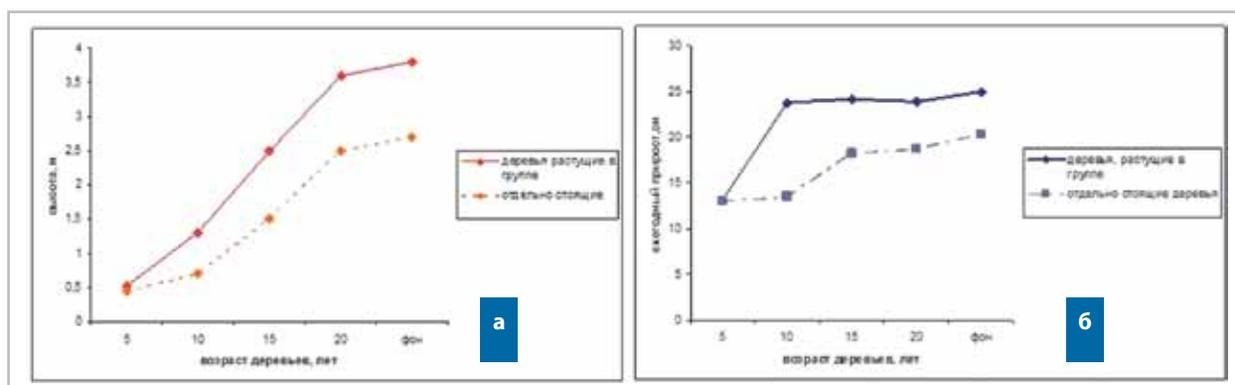 4
3.5
3
2.5
2
1.5
1
0.5
0
высота, м
5 10 15 20 фон
возраст деревьев, лет
деревья растущие в
группе
отдельно стоящие
а
30
25
20
15
10
5
0
ежегодный прирост, см
5 10 15 20 фон
возраст деревьев, лет
деревья, растущие в
группе
отдельно стоящие деревья
б